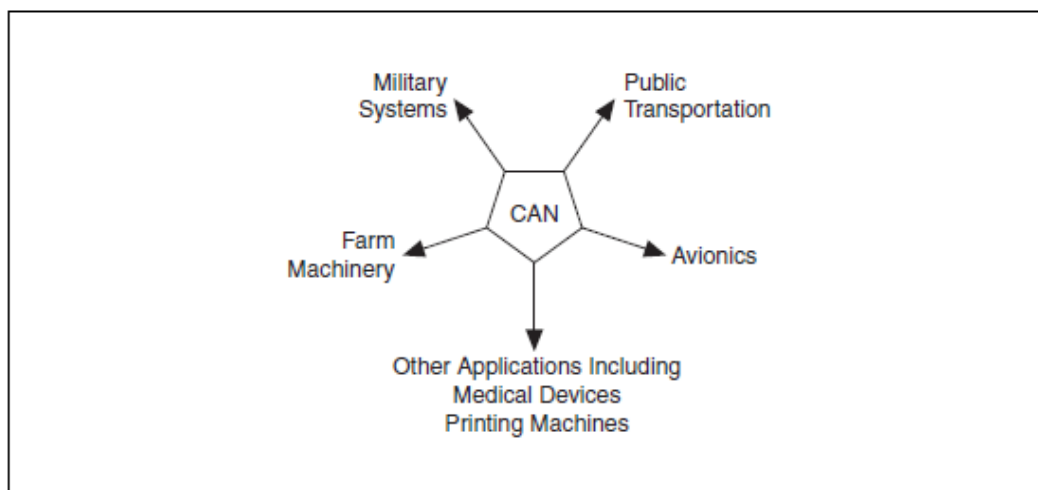 Military
Systems
Public
Transportation
CAN
Farm
Machinery
Avionics
Other Applications Including
Medical Devices
Printing Machines